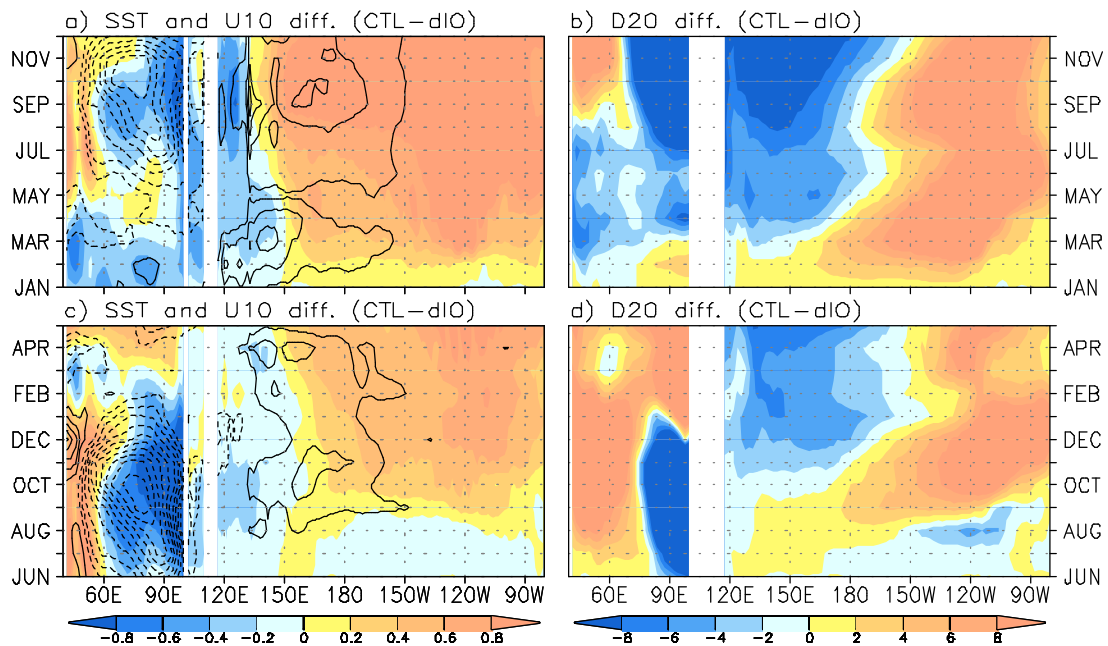 a) SST and U10 diff. (CTL-dIO)
b) D20 diff. (CTL-dIO)
NOV
SEP
JUL
MAY
MAR
JAN
NOV
SEP
JUL
MAY
MAR
JAN
c) SST and U10 diff. (CTL-dIO)
d) D20 diff. (CTL-dIO)
APR
FEB
DEC
OCT
AUG
JUN
APR
FEB
DEC
OCT
AUG
JUN
60E 90E 120E 150E 180 150W 120W 90W
60E 90E 120E 150E 180 150W 120W 90W
-0.8 -0.6 -0.4 -0.2 0 0.2 0.4 0.6 0.8
-8 -6 -4 -2 0 2 4 6 8